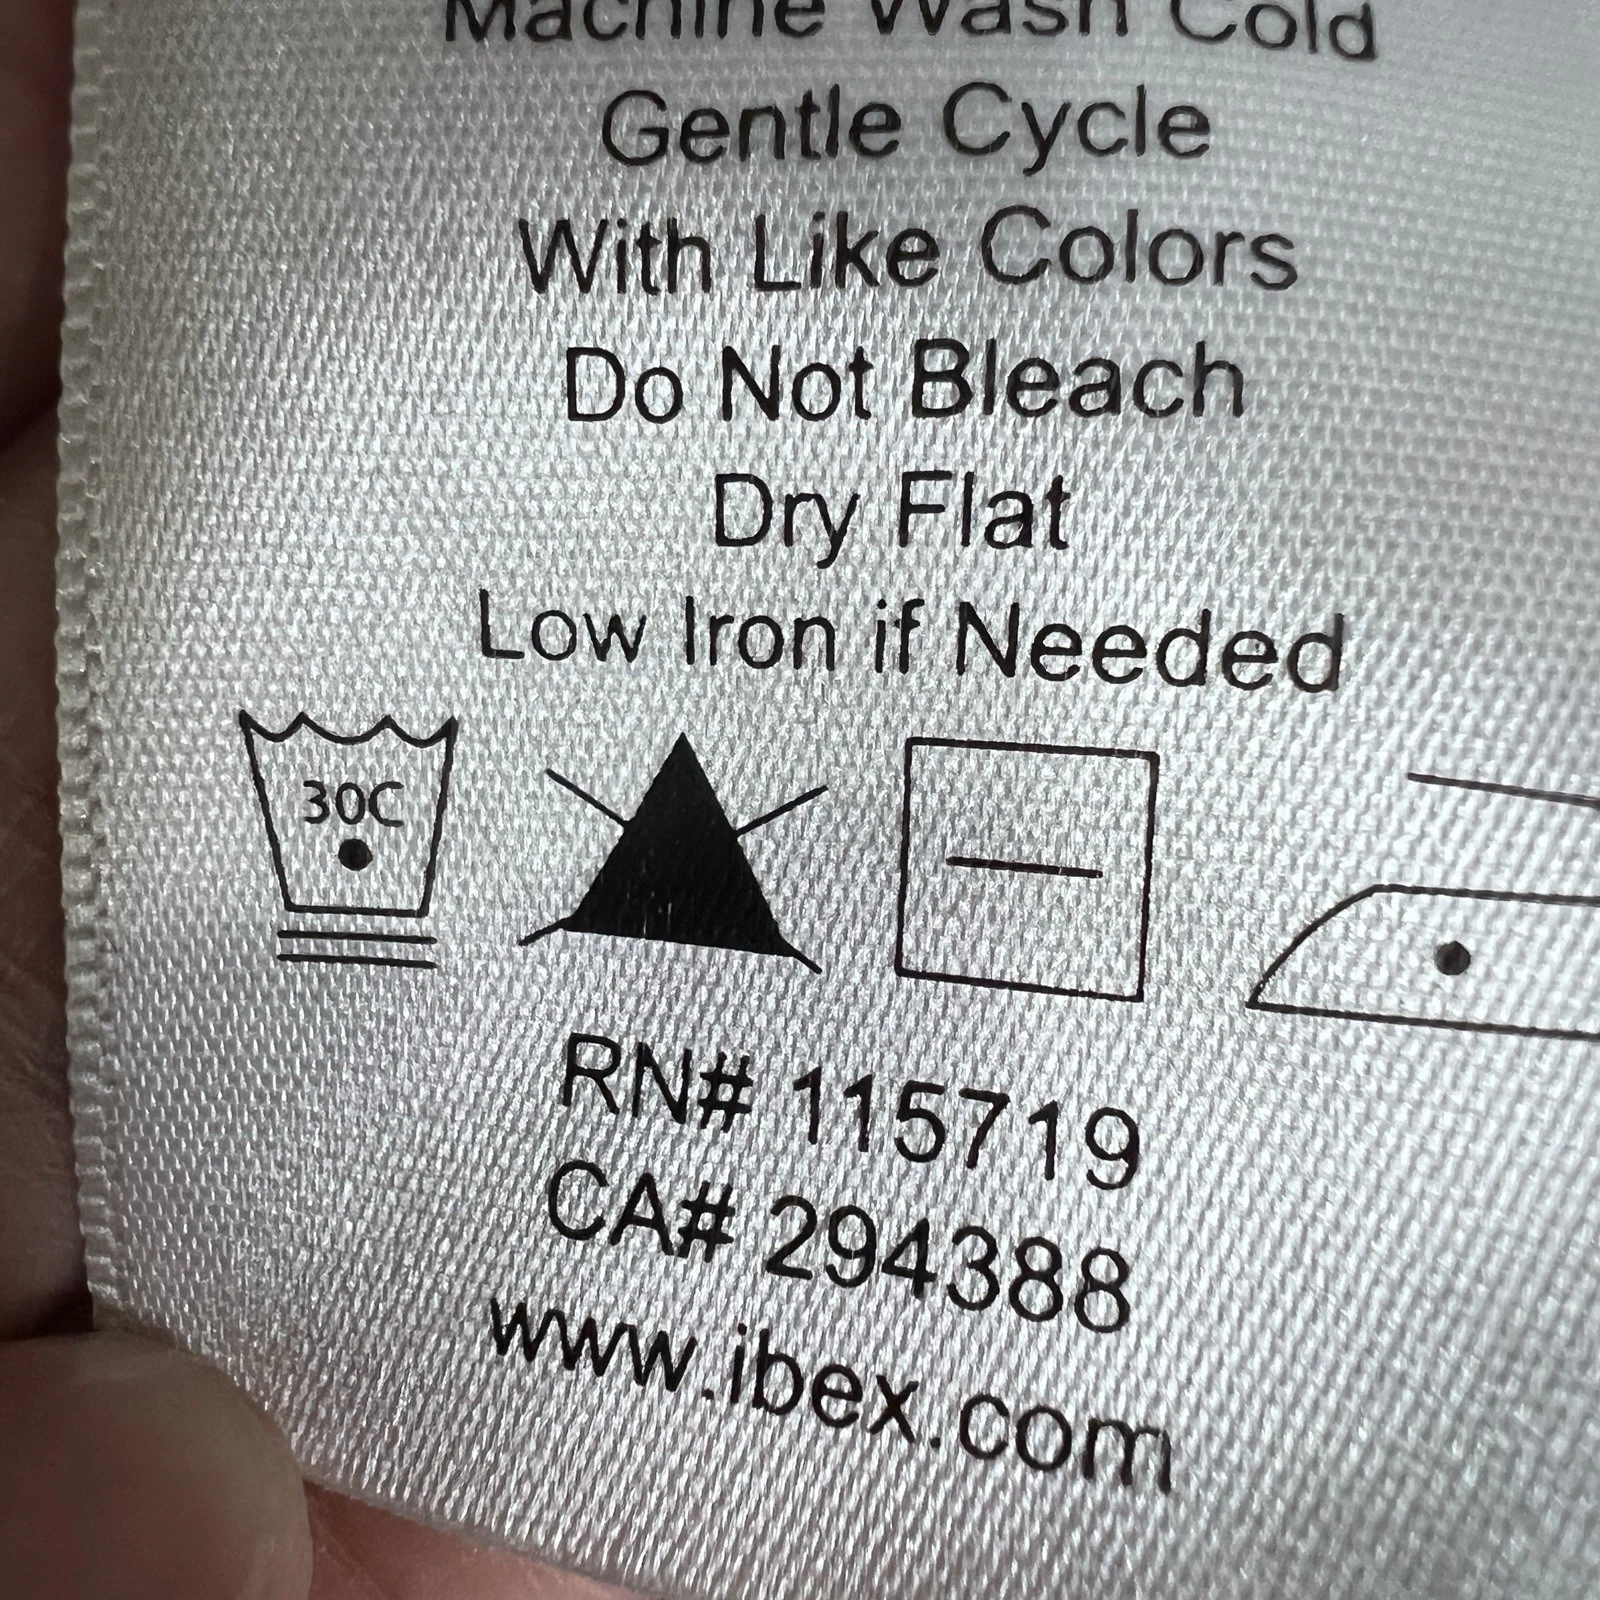 Machine Wash Cold
Gentle Cycle
With Like Colors
Do Not Bleach
Dry Flat
Low Iron if Needed
30C
RN# 115719
CA# 294388
www.ibex.com